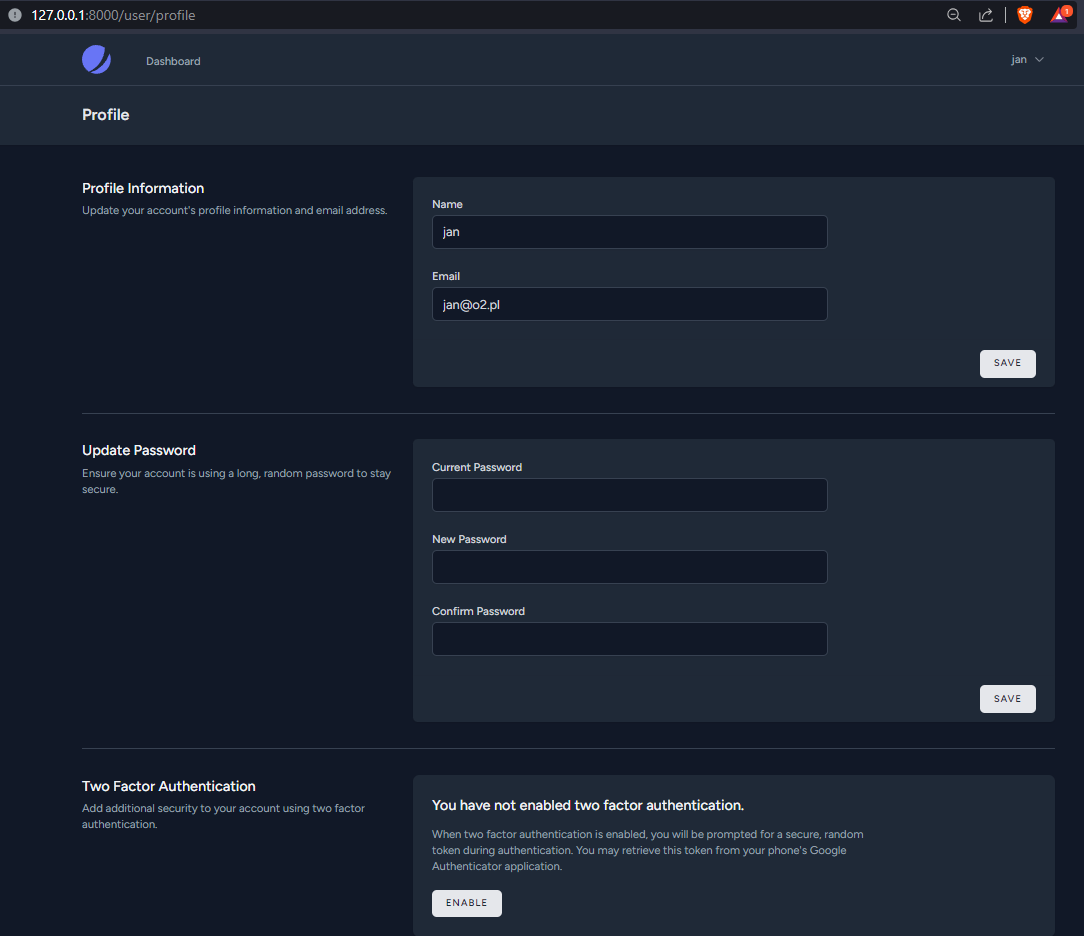 127.0.0.1:8000/user/profile
1
Dashboard
jan
Profile
Profile Information
Update your account's profile information and email address.
Name
jan
Email
jan@o2.pl
SAVE
Update Password
Ensure your account is using a long, random password to stay
secure.
Current Password
New Password
Confirm Password
SAVE
Two Factor Authentication
Add additional security to your account using two factor
authentication.
You have not enabled two factor authentication.
When two factor authentication is enabled, you will be prompted for a secure, random
token during authentication. You may retrieve this token from your phone's Google
Authenticator application.
ENABLE